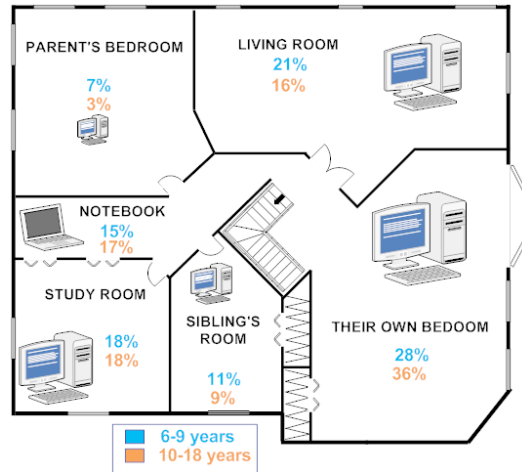 PARENT'S BEDROOM
7%
3%
LIVING ROOM
21%
16%
NOTEBOOK
15%
17%
STUDY ROOM
18%
18%
SIBLING'S
ROOM
11%
9%
THEIR OWN BEDOOM
28%
36%
6-9 years
10-18 years